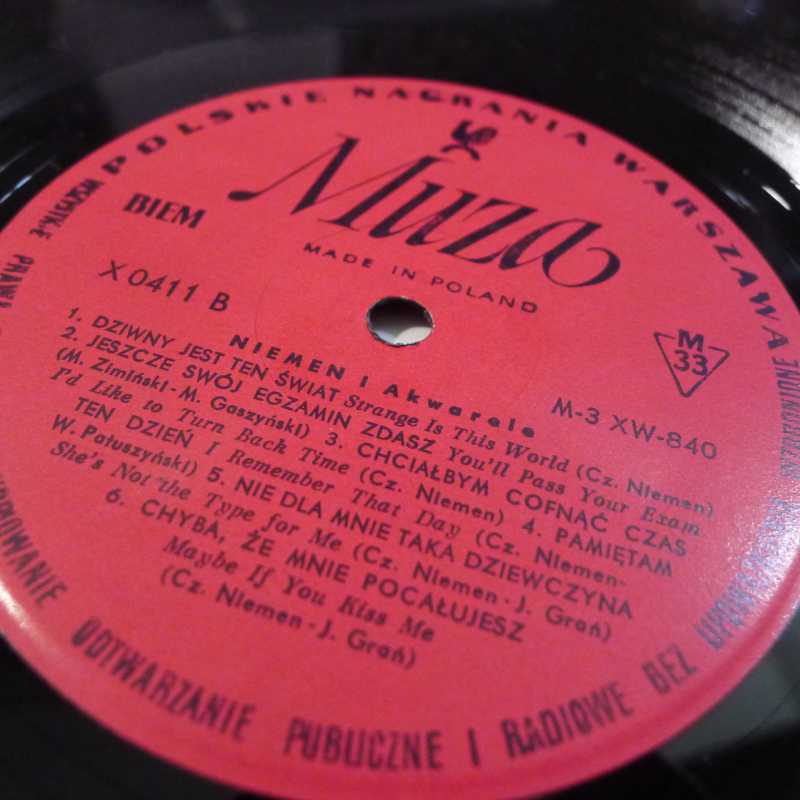 POLSKIE NAGRANIA WARSZAWA
Muza
BIEM
MADE IN POLAND
X 0411 B
M
33
M-3 XW-840
NIEMEN I Akwarele
1. DZIWNY JEST TEN ŚWIAT Strange Is This World (Cz. Niemen)
2. JESZCZE SWÓJ EGZAMIN ZDASZ You'll Pass Your Exam
(M. Zimiński-M. Gaszyński) 3. CHCIAŁBYM COFNĄĆ CZAS
I'd Like to Turn Back Time (Cz. Niemen) 4. PAMIĘTAM
TEN DZIEŃ I Remember That Day (Cz. Niemen-
W. Patuszyński) 5. NIE DLA MNIE TAKA DZIEWCZYNA
She's Not the Type for Me (Cz. Niemen-J. Grań)
6. CHYBA, ŻE MNIE POCAŁUJESZ
Maybe If You Kiss Me
(Cz. Niemen-J. Grań)
ODTWARZANIE PUBLICZNE I RADIOWE BEZ